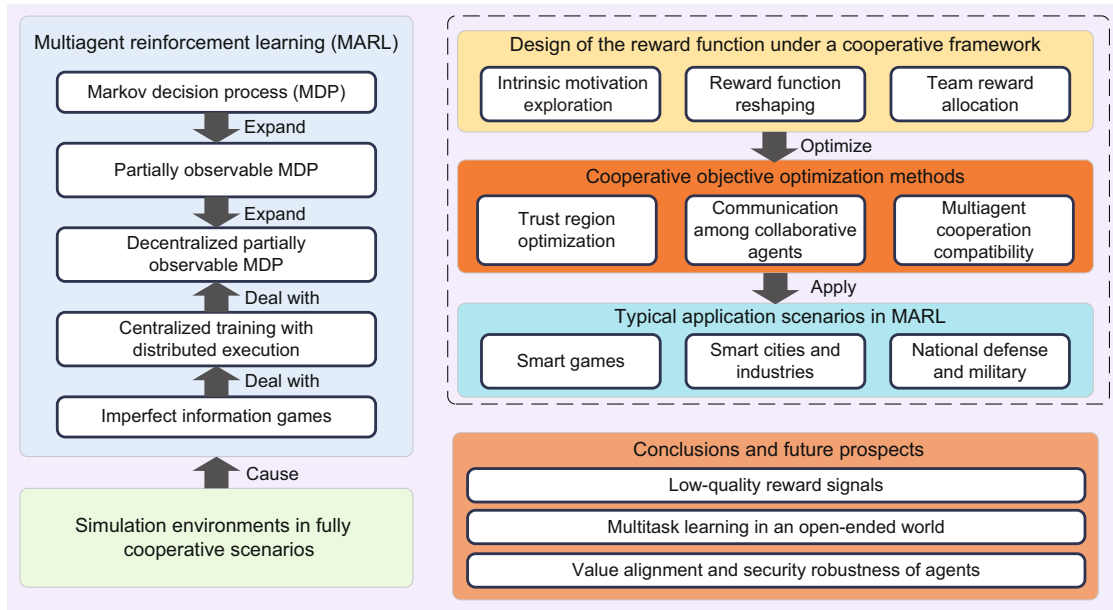 Multiagent reinforcement learning (MARL)
Markov decision process (MDP)
Expand
Partially observable MDP
Expand
Decentralized partially
observable MDP
Deal with
Centralized training with
distributed execution
Deal with
Imperfect information games
Cause
Simulation environments in fully
cooperative scenarios
Design of the reward function under a cooperative framework
Intrinsic motivation
exploration
Reward function
reshaping
Team reward
allocation
Optimize
Cooperative objective optimization methods
Trust region
optimization
Communication
among collaborative
agents
Multiagent
cooperation
compatibility
Apply
Typical application scenarios in MARL
Smart games
Smart cities and
industries
National defense
and military
Conclusions and future prospects
Low-quality reward signals
Multitask learning in an open-ended world
Value alignment and security robustness of agents